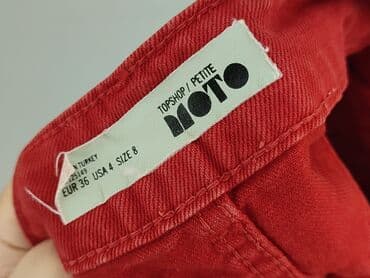 TOPSHOP / PETITE
MOTO
TURKEY
EUR 36 USA 4 SIZE 8